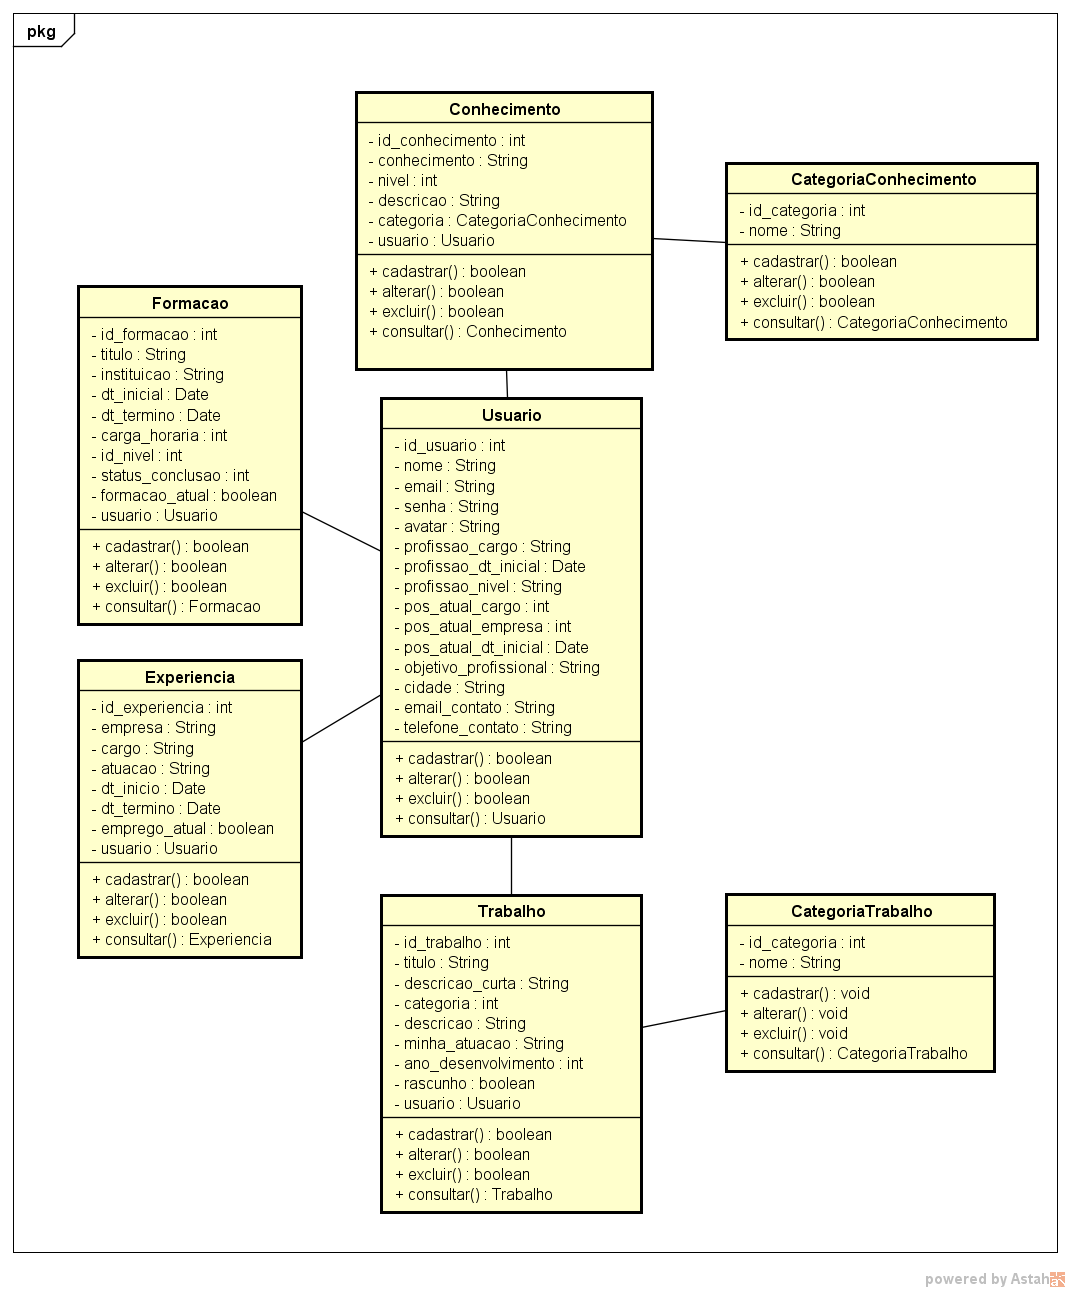 pkg
Conhecimento
- id_conhecimento : int
- conhecimento : String
- nivel : int
- descricao : String
- categoria : CategoriaConhecimento
- usuario : Usuario
+ cadastrar() : boolean
+ alterar() : boolean
+ excluir() : boolean
+ consultar() : Conhecimento
CategoriaConhecimento
- id_categoria : int
- nome : String
+ cadastrar() : boolean
+ alterar() : boolean
+ excluir() : boolean
+ consultar() : CategoriaConhecimento
Formacao
- id_formacao : int
- titulo : String
- instituicao : String
- dt_inicial : Date
- dt_termino : Date
- carga_horaria : int
- id_nivel : int
- status_conclusao : int
- formacao_atual : boolean
- usuario : Usuario
+ cadastrar() : boolean
+ alterar() : boolean
+ excluir() : boolean
+ consultar() : Formacao
Usuario
- id_usuario : int
- nome : String
- email : String
- senha : String
- avatar : String
- profissao_cargo : String
- profissao_dt_inicial : Date
- profissao_nivel : String
- pos_atual_cargo : int
- pos_atual_empresa : int
- pos_atual_dt_inicial : Date
- objetivo_profissional : String
- cidade : String
- email_contato : String
- telefone_contato : String
+ cadastrar() : boolean
+ alterar() : boolean
+ excluir() : boolean
+ consultar() : Usuario
Experiencia
- id_experiencia : int
- empresa : String
- cargo : String
- atuacao : String
- dt_inicio : Date
- dt_termino : Date
- emprego_atual : boolean
- usuario : Usuario
+ cadastrar() : boolean
+ alterar() : boolean
+ excluir() : boolean
+ consultar() : Experiencia
Trabalho
- id_trabalho : int
- titulo : String
- descricao_curta : String
- categoria : int
- descricao : String
- minha_atuacao : String
- ano_desenvolvimento : int
- rascunho : boolean
- usuario : Usuario
+ cadastrar() : boolean
+ alterar() : boolean
+ excluir() : boolean
+ consultar() : Trabalho
CategoriaTrabalho
- id_categoria : int
- nome : String
+ cadastrar() : void
+ alterar() : void
+ excluir() : void
+ consultar() : CategoriaTrabalho
powered by Astah